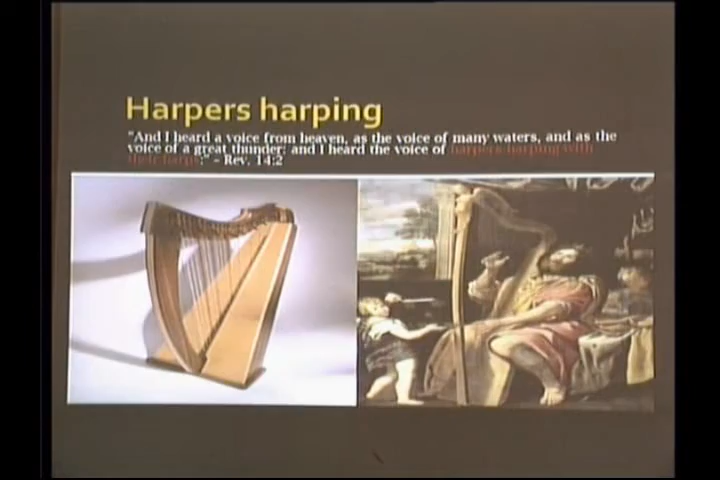 Harpers harping
"And I heard a voice from heaven, as the voice of many waters, and as the
voice of a great thunder: and I heard the voice of harpers harping with
their harps:" – Rev. 14:2